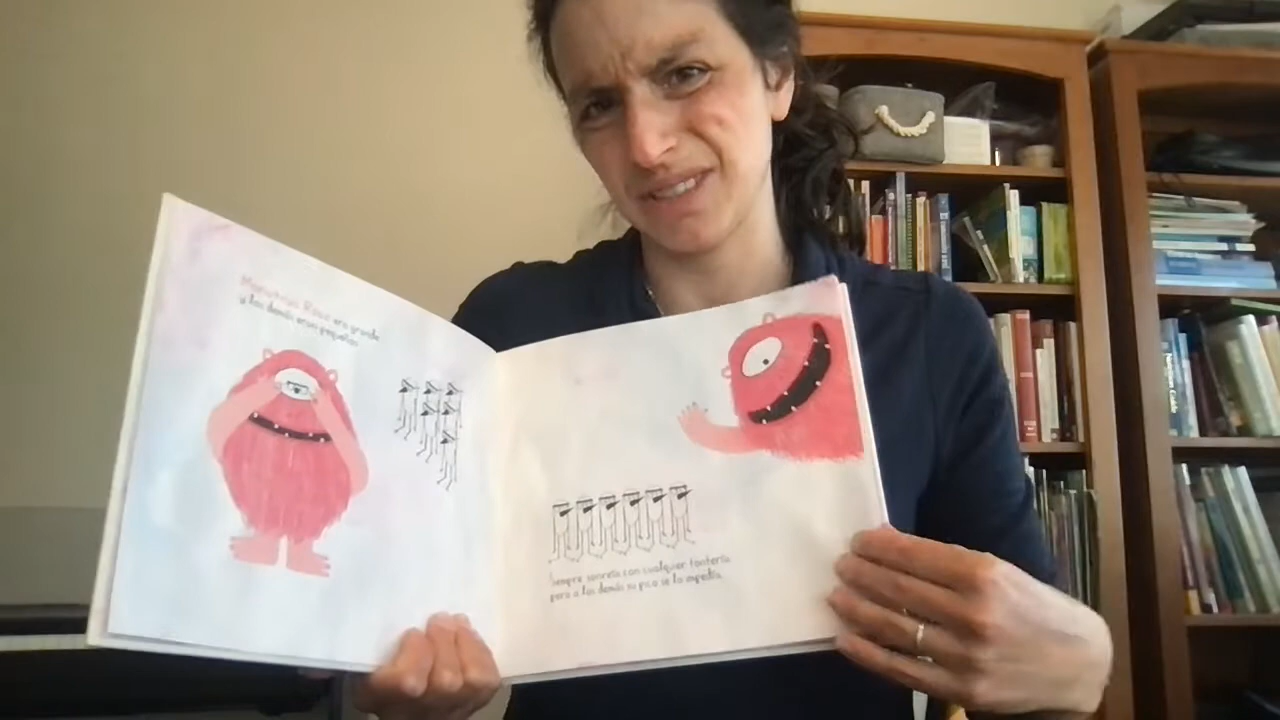 Monstruo Rosa era grande
y los demás eran pequeños.
Siempre sonreía con cualquier tontería
pero a los demás su pico se lo impedía.